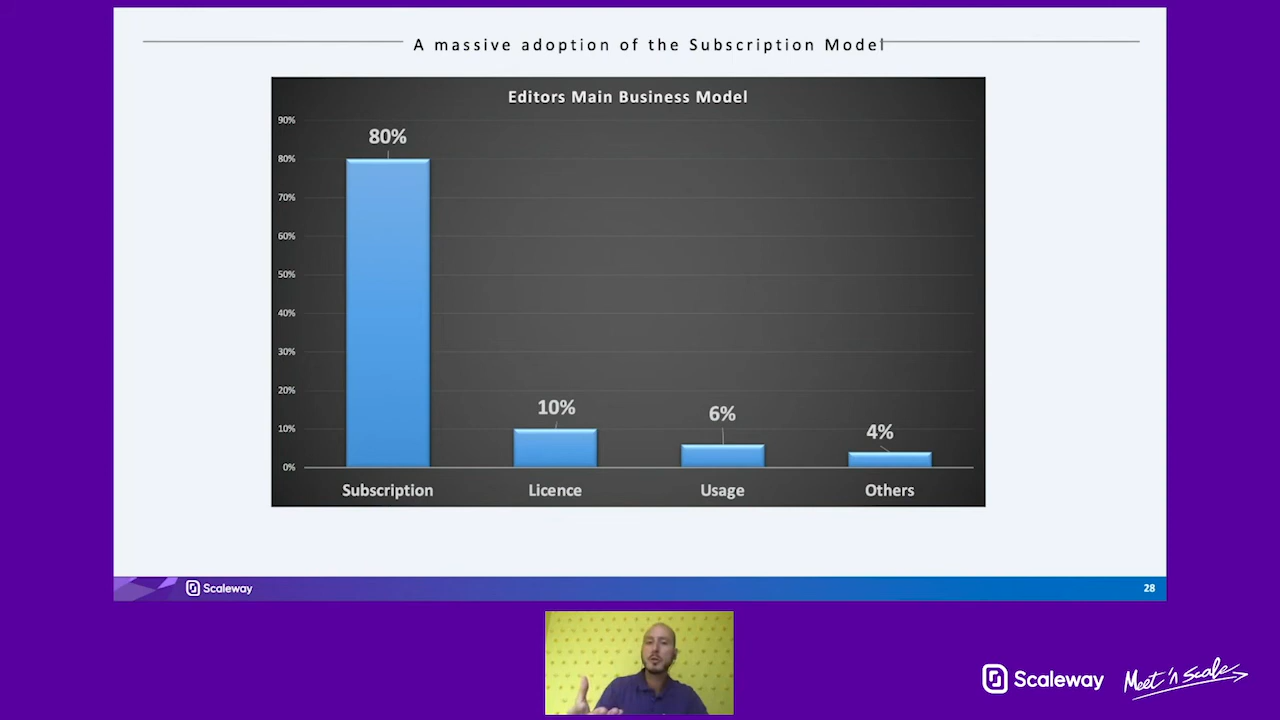 A massive adoption of the Subscription Model
Editors Main Business Model
90%
80%
70%
60%
50%
40%
30%
20%
10%
0%
80%
10%
6%
4%
Subscription
Licence
Usage
Others
Scaleway
28
Scaleway
Meet 'n Scale